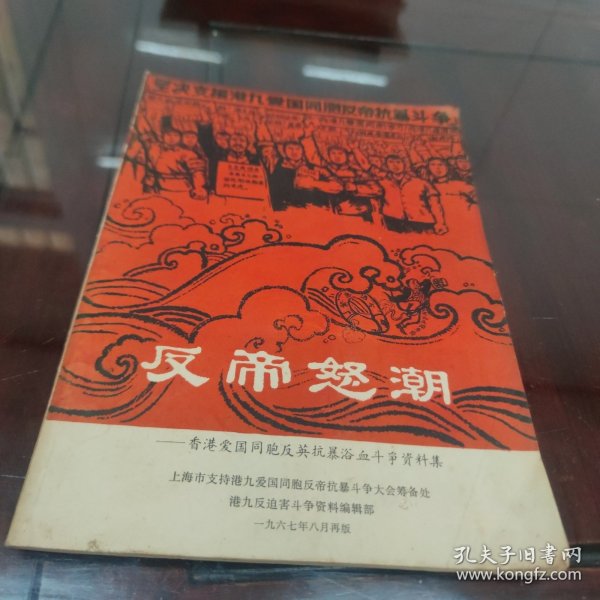 坚决支援港九爱国同胞反帝抗暴斗争
反帝怒潮
——香港爱国同胞反英抗暴浴血斗争资料集
上海市支持港九爱国同胞反帝抗暴斗争大会筹备处
港九反迫害斗争资料编辑部
一九六七年八月再版
孔夫子旧书网
www.kongfz.com